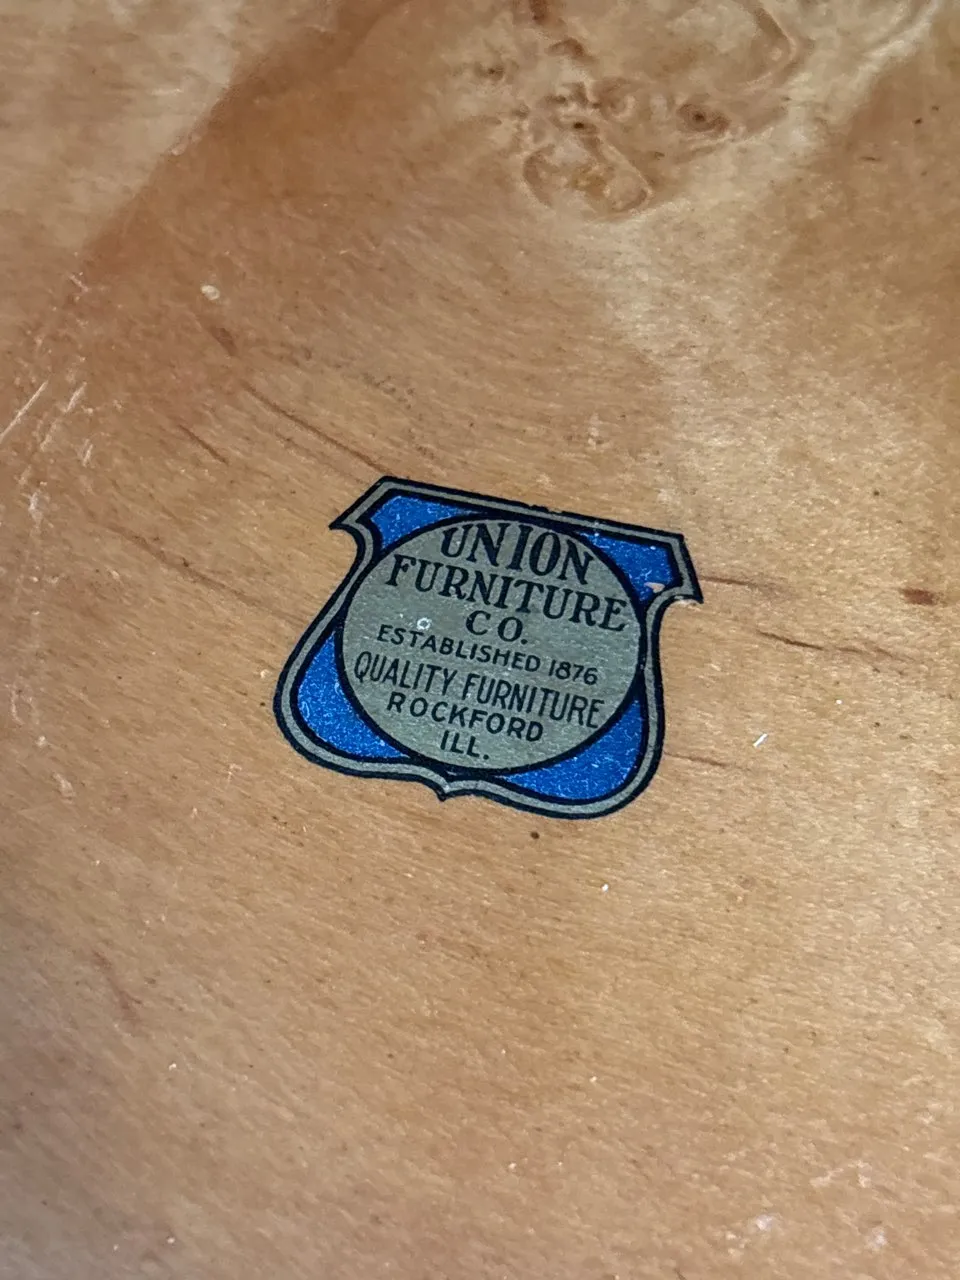 UNION
FURNITURE
CO.
ESTABLISHED 1876
QUALITY FURNITURE
ROCKFORD
ILL.